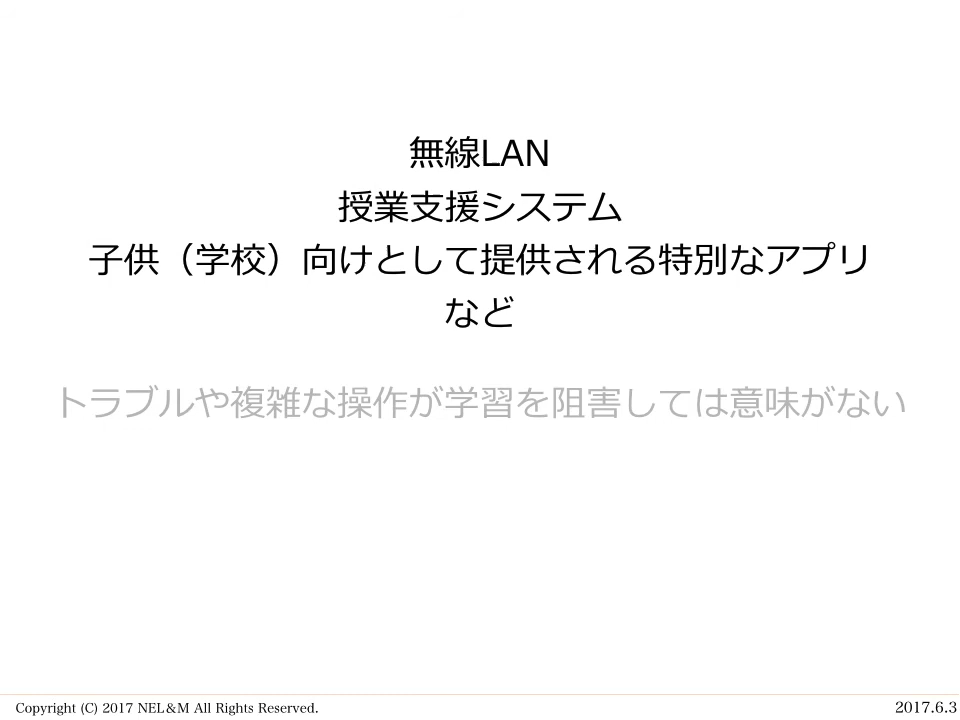 無線LAN
授業支援システム
子供（学校）向けとして提供される特別なアプリ
など
トラブルや複雑な操作が学習を阻害しては意味がない
Copyright (C) 2017 NEL&M All Rights Reserved.
2017.6.3